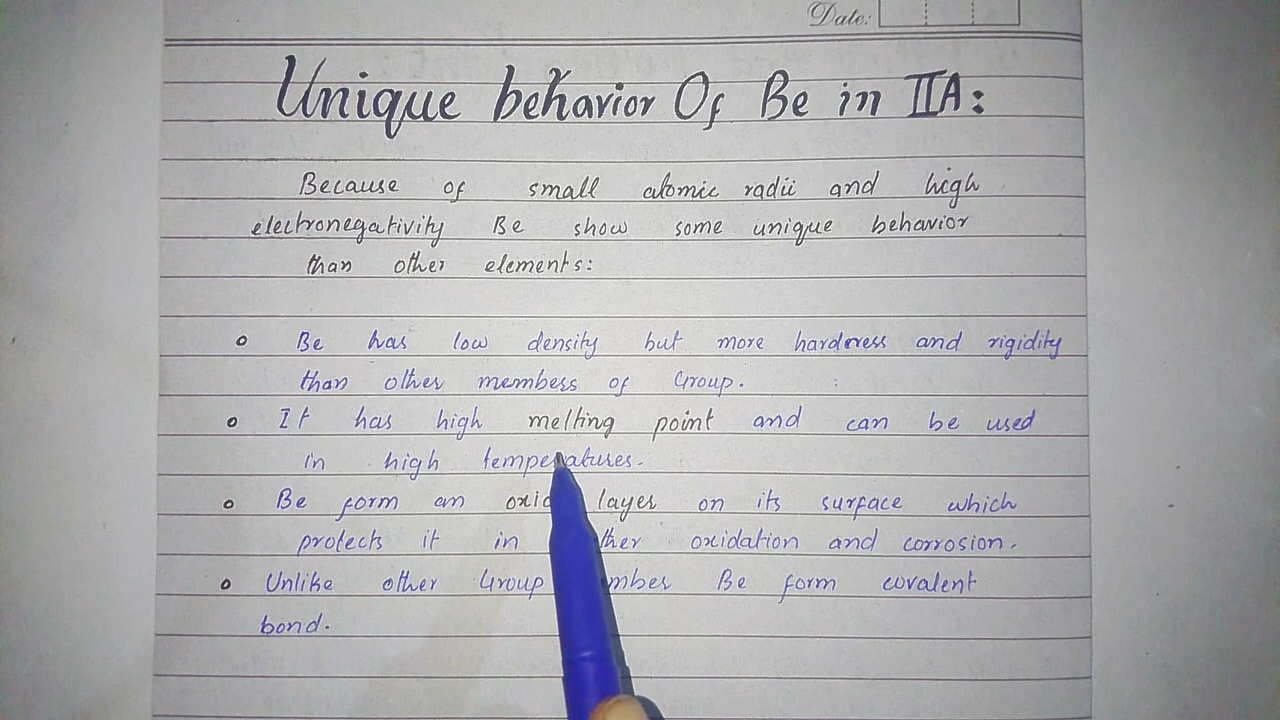 Date:
Unique behavior Of Be in IIA:
Because of small atomic radii and high
electronegativity Be show some unique behavior
than other elements:
Be has low density but more hardness and rigidity
than other members of Group.
It has high melting point and can be used
in high temperatures.
Be form an layer on its surface which
protects it in oxidation and corrosion.
Unlike other Group Be form covalent
bond.